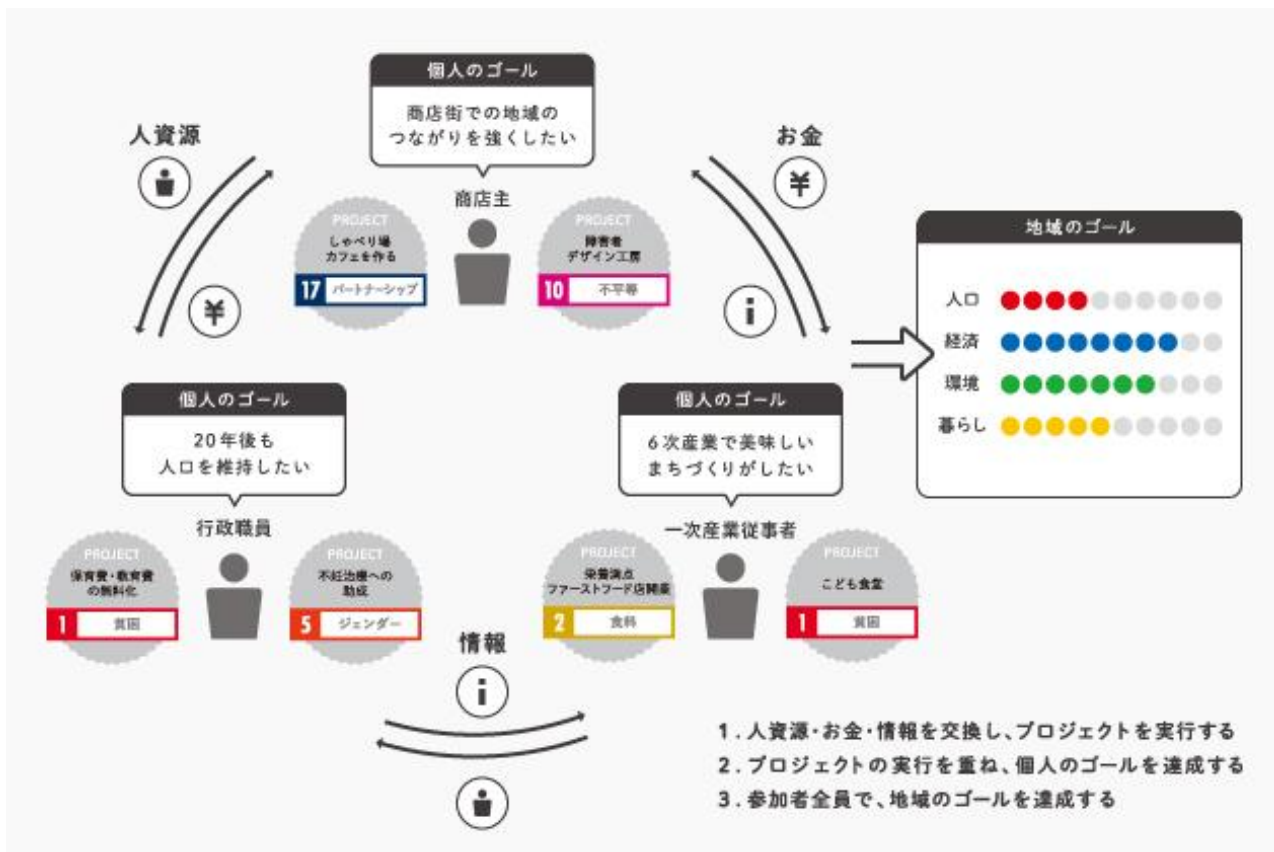 個人のゴール
商店街での地域の
つながりを強くしたい
人資源
お金
¥
商店主
PROJECT
しゃべり場
カフェを作る
17 パートナーシップ
PROJECT
障害者
デザイン工房
10 不平等
¥
i
地域のゴール
人口
経済
環境
暮らし
個人のゴール
20年後も
人口を維持したい
個人のゴール
6次産業で美味しい
まちづくりがしたい
行政職員
PROJECT
保育費・教育費
の無料化
1 貧困
PROJECT
不妊治療への
助成
5 ジェンダー
一次産業従事者
PROJECT
栄養満点
ファーストフード店開店
2 食料
PROJECT
こども食堂
1 貧困
情報
i
1.人資源・お金・情報を交換し、プロジェクトを実行する
2.プロジェクトの実行を重ね、個人のゴールを達成する
3.参加者全員で、地域のゴールを達成する